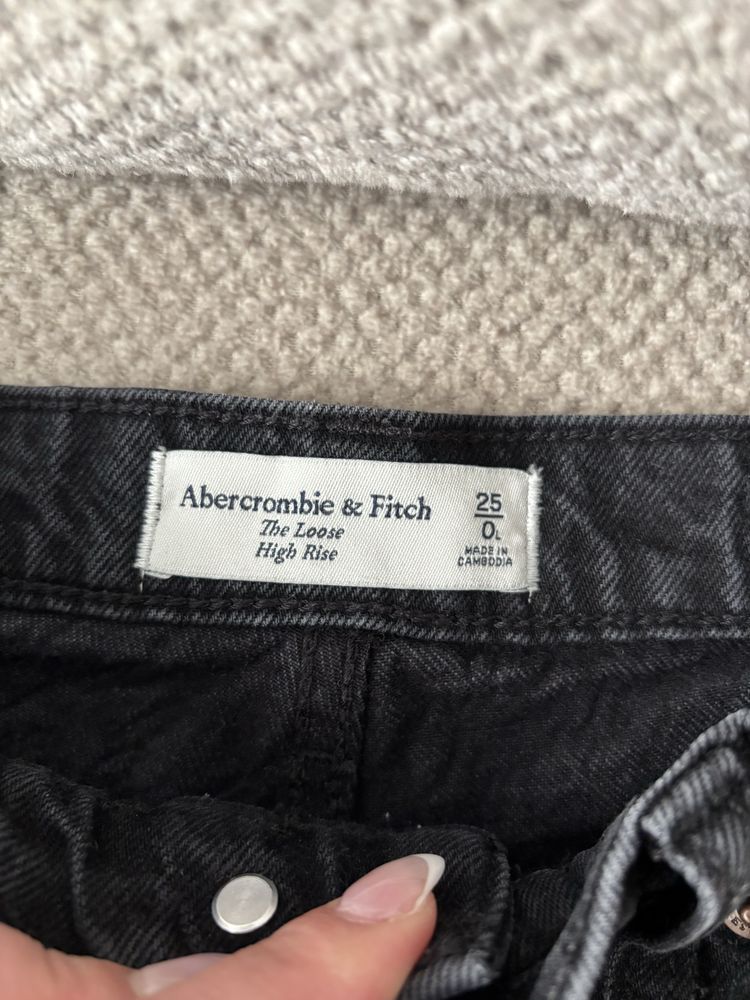 Abercrombie & Fitch
The Loose
High Rise
25
0L
MADE IN
CAMBODIA